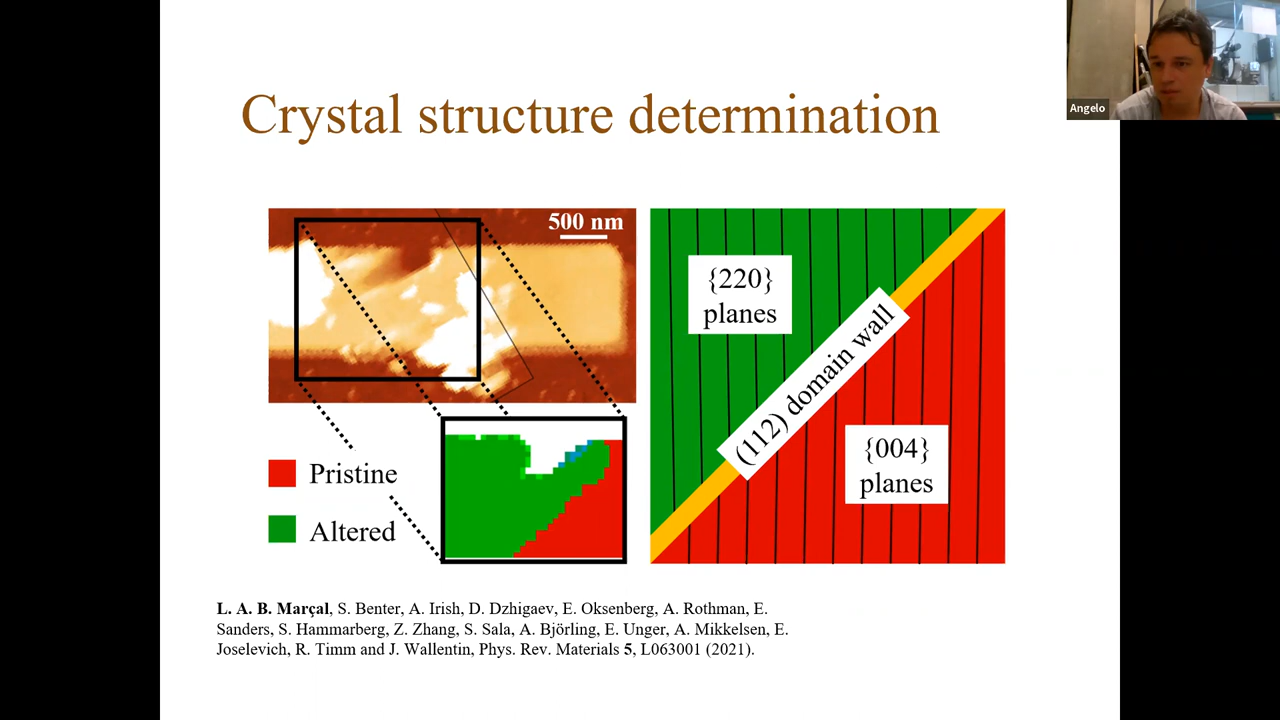 Crystal structure determination
Angelo
500 nm
{220}
planes
(112) domain wall
{004}
planes
Pristine
Altered
L. A. B. Marçal, S. Benter, A. Irish, D. Dzhigaev, E. Oksenberg, A. Rothman, E.
Sanders, S. Hammarberg, Z. Zhang, S. Sala, A. Björling, E. Unger, A. Mikkelsen, E.
Joselevich, R. Timm and J. Wallentin, Phys. Rev. Materials 5, L063001 (2021).